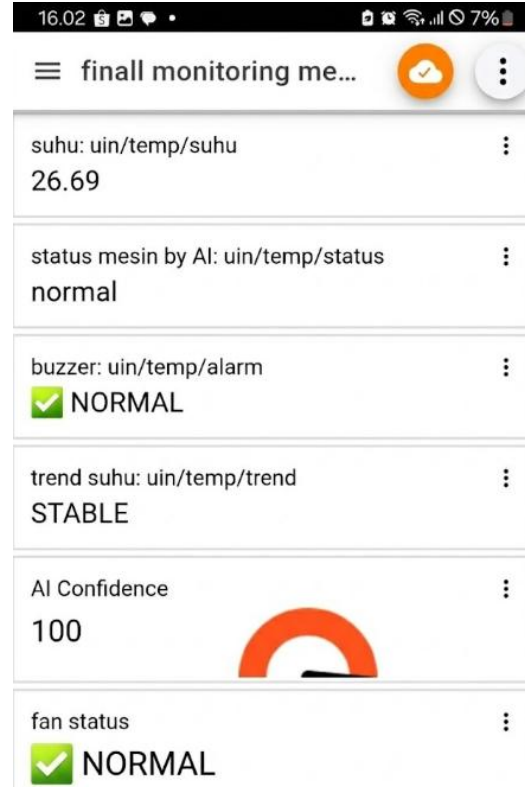 16.02 7%
finall monitoring me...
suhu: uin/temp/suhu
26.69
status mesin by AI: uin/temp/status
normal
buzzer: uin/temp/alarm
✅ NORMAL
trend suhu: uin/temp/trend
STABLE
AI Confidence
100
fan status
✅ NORMAL